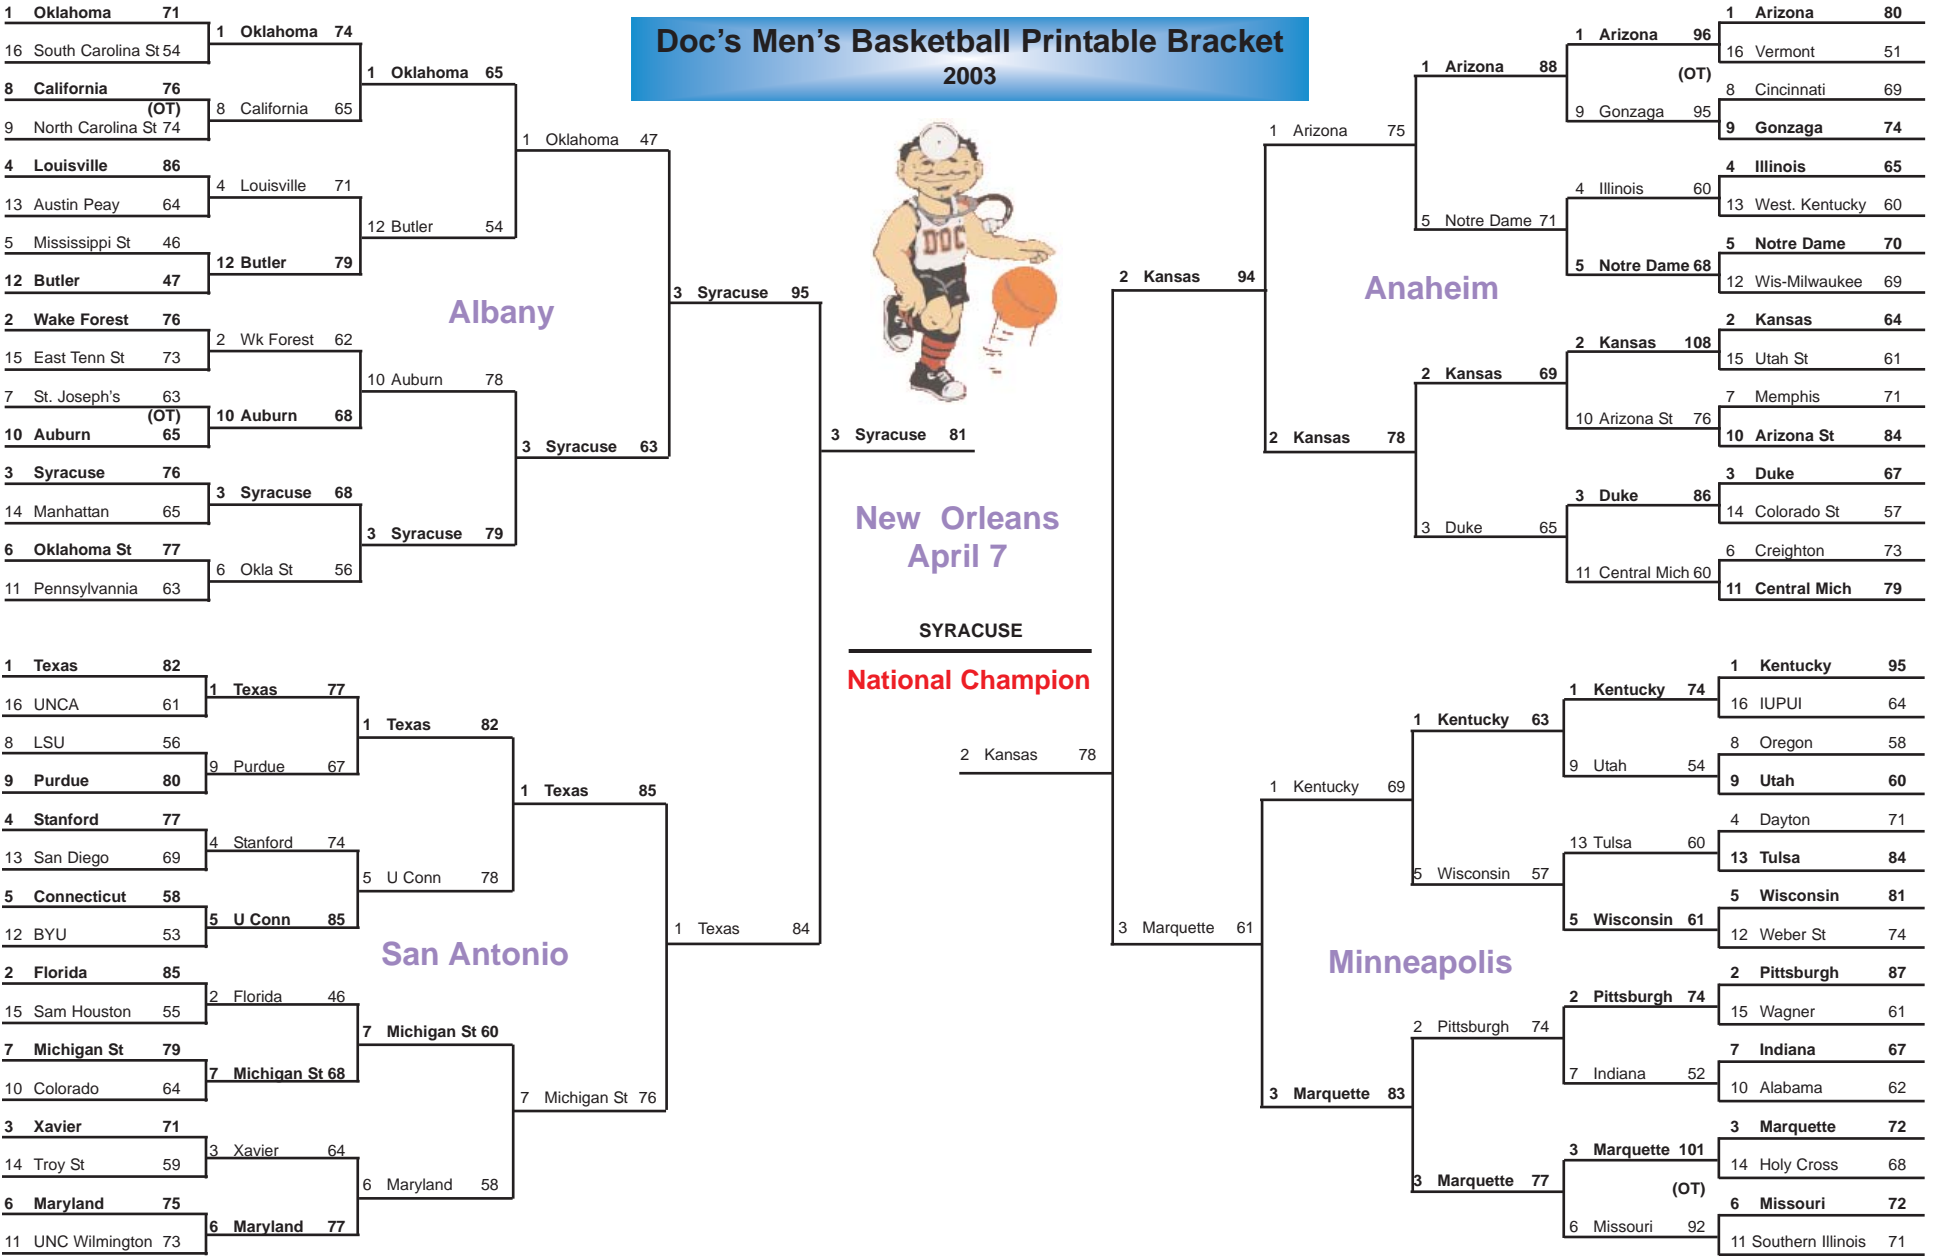 Doc's Men's Basketball Printable Bracket
2003
DOC
1 Oklahoma 71
16 South Carolina St 54
8 California 76
(OT)
9 North Carolina St 74
4 Louisville 86
13 Austin Peay 64
5 Mississippi St 46
12 Butler 47
2 Wake Forest 76
15 East Tenn St 73
7 St. Joseph's 63
(OT)
10 Auburn 65
3 Syracuse 76
14 Manhattan 65
6 Oklahoma St 77
11 Pennsylvannia 63
1 Oklahoma 74
8 California 65
4 Louisville 71
12 Butler 79
2 Wk Forest 62
10 Auburn 68
3 Syracuse 68
6 Okla St 56
1 Oklahoma 65
12 Butler 54
10 Auburn 78
3 Syracuse 79
1 Oklahoma 47
3 Syracuse 63
Albany
3 Syracuse 95
1 Texas 82
16 UNCA 61
8 LSU 56
9 Purdue 80
4 Stanford 77
13 San Diego 69
5 Connecticut 58
12 BYU 53
2 Florida 85
15 Sam Houston 55
7 Michigan St 79
10 Colorado 64
3 Xavier 71
14 Troy St 59
6 Maryland 75
11 UNC Wilmington 73
1 Texas 77
9 Purdue 67
4 Stanford 74
5 U Conn 85
2 Florida 46
7 Michigan St 68
3 Xavier 64
6 Maryland 77
1 Texas 82
5 U Conn 78
7 Michigan St 60
6 Maryland 58
1 Texas 85
7 Michigan St 76
San Antonio
1 Texas 84
3 Syracuse 81
New Orleans
April 7
SYRACUSE
National Champion
2 Kansas 78
2 Kansas 94
3 Marquette 61
Anaheim
1 Arizona 75
2 Kansas 78
1 Arizona 88
5 Notre Dame 71
2 Kansas 69
3 Duke 65
1 Arizona 96
(OT)
9 Gonzaga 95
4 Illinois 60
5 Notre Dame 68
2 Kansas 108
10 Arizona St 76
3 Duke 86
11 Central Mich 60
1 Arizona 80
16 Vermont 51
8 Cincinnati 69
9 Gonzaga 74
4 Illinois 65
13 West. Kentucky 60
5 Notre Dame 70
12 Wis-Milwaukee 69
2 Kansas 64
15 Utah St 61
7 Memphis 71
10 Arizona St 84
3 Duke 67
14 Colorado St 57
6 Creighton 73
11 Central Mich 79
Minneapolis
1 Kentucky 69
3 Marquette 83
1 Kentucky 63
5 Wisconsin 57
2 Pittsburgh 74
3 Marquette 77
1 Kentucky 74
9 Utah 54
13 Tulsa 60
5 Wisconsin 61
2 Pittsburgh 74
7 Indiana 52
3 Marquette 101
(OT)
6 Missouri 92
1 Kentucky 95
16 IUPUI 64
8 Oregon 58
9 Utah 60
4 Dayton 71
13 Tulsa 84
5 Wisconsin 81
12 Weber St 74
2 Pittsburgh 87
15 Wagner 61
7 Indiana 67
10 Alabama 62
3 Marquette 72
14 Holy Cross 68
6 Missouri 72
11 Southern Illinois 71